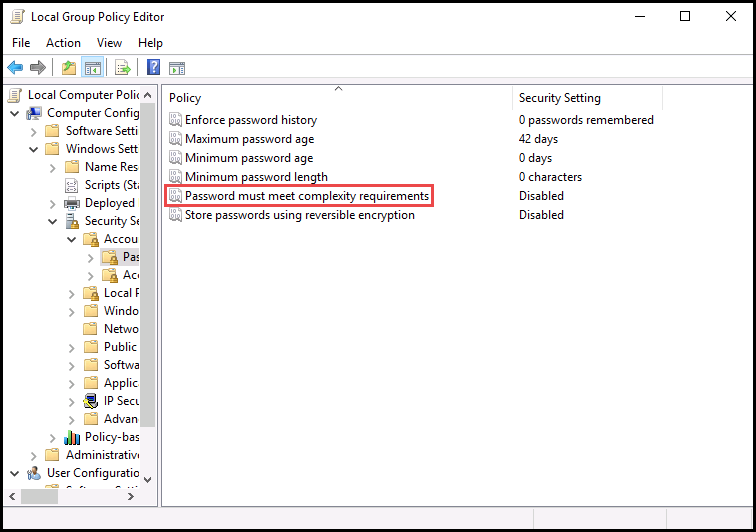 Local Group Policy Editor
File Action View Help
Local Computer Polic
Computer Config
Software Setti
Windows Setti
Name Res
Scripts (Sta
Deployed
Security Se
Accou
Pas
Acc
Local P
Windo
Netwo
Public
Softwa
Applic
IP Secu
Advan
Policy-bas
Administrative
User Configuratio
Policy Security Setting
Enforce password history 0 passwords remembered
Maximum password age 42 days
Minimum password age 0 days
Minimum password length 0 characters
Password must meet complexity requirements Disabled
Store passwords using reversible encryption Disabled